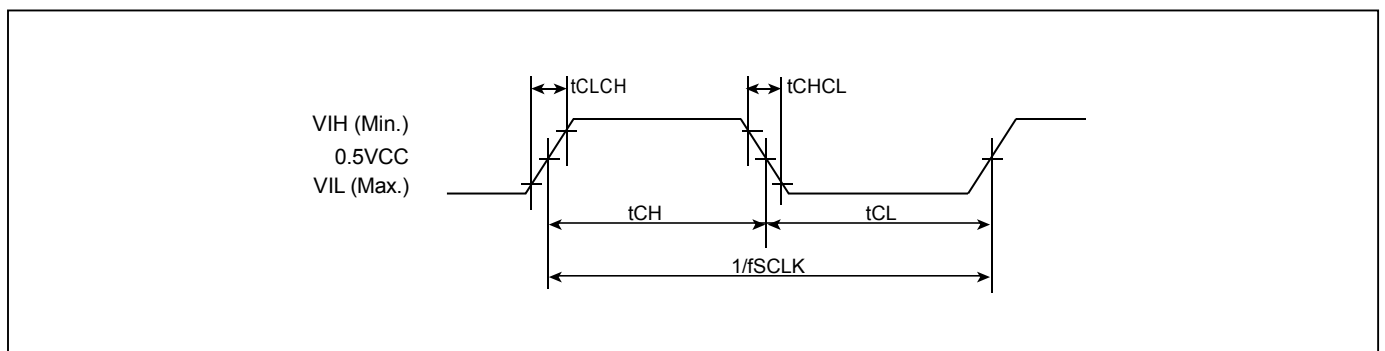 tCLCH
tCHCL
VIH (Min.)
0.5VCC
VIL (Max.)
tCH
tCL
1/fSCLK